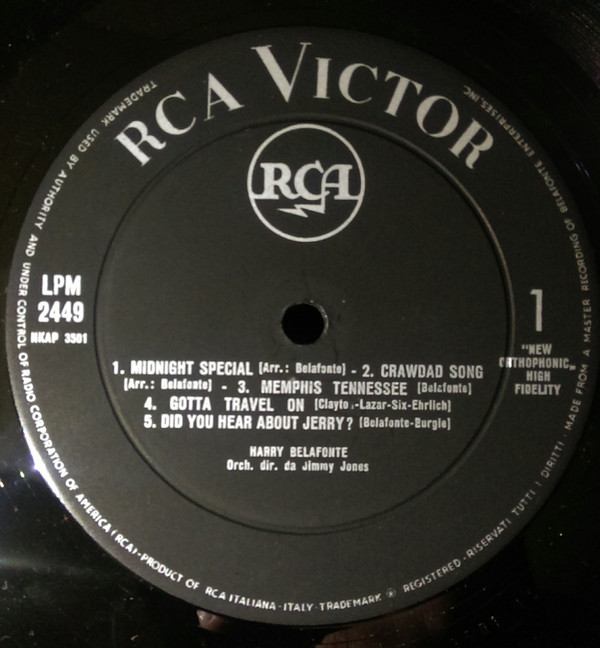 RCA VICTOR
RCA
LPM
2449
NKAP 3501
1
"NEW
ORTHOPHONIC„
HIGH
FIDELITY
1. MIDNIGHT SPECIAL [Arr.: Belafonte] - 2. CRAWDAD SONG
[Arr.: Belafonte] - 3. MEMPHIS TENNESSEE [Belafonte]
4. GOTTA TRAVEL ON [Clayto.-Lazar-Six-Ehrlich]
5. DID YOU HEAR ABOUT JERRY? [Belafonte-Burgie]
HARRY BELAFONTE
Orch. dir. da Jimmy Jones
TRADEMARK USED BY AUTHORITY AND UNDER CONTROL OF RADIO CORPORATION OF AMERICA (RCA)-PRODUCT OF RCA ITALIANA-ITALY-TRADEMARK ® REGISTERED-RISERVATI TUTTI I DIRITTI-MADE FROM A MASTER RECORDING OF BELAFONTE ENTERPRISES, INC.